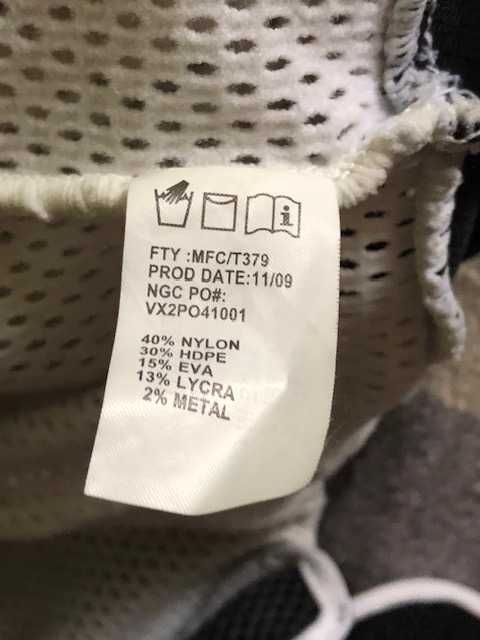 FTY :MFC/T379
PROD DATE:11/09
NGC PO#:
VX2PO41001
40% NYLON
30% HDPE
15% EVA
13% LYCRA
2% METAL